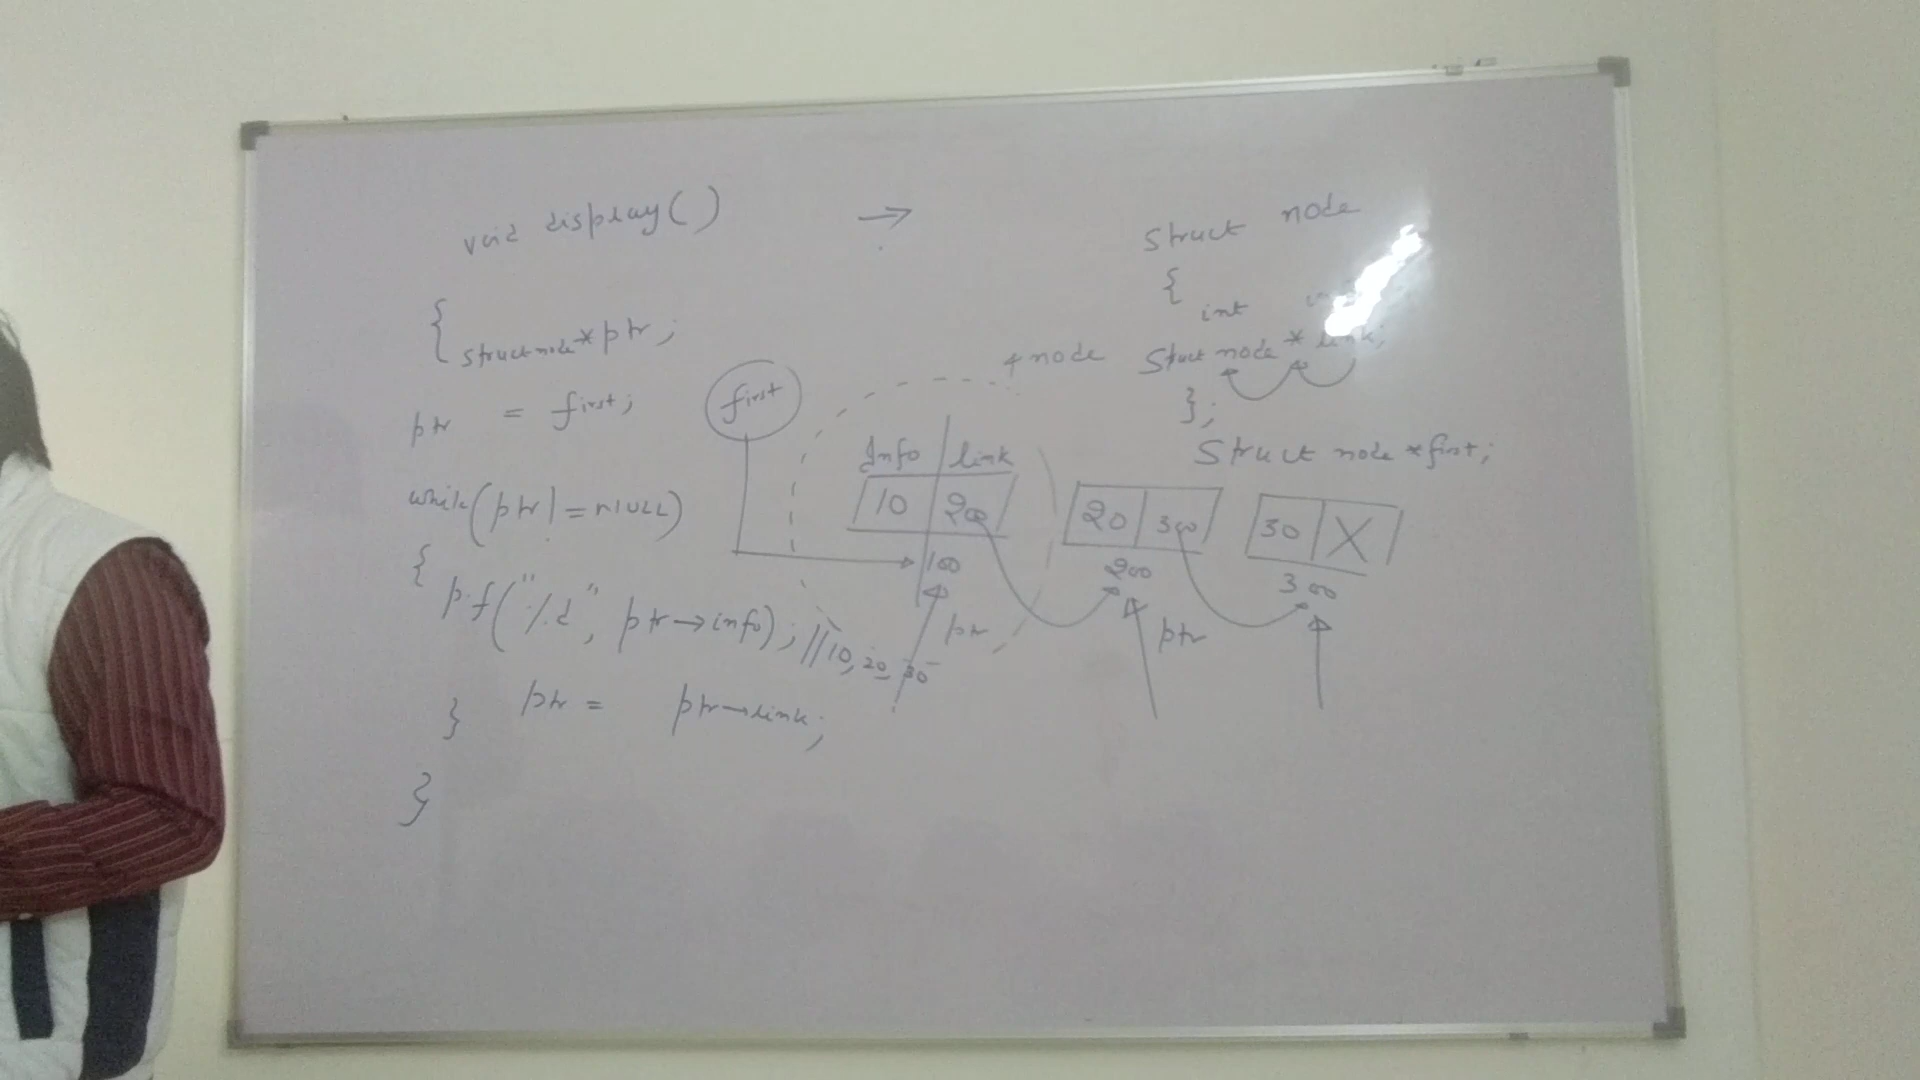 void display()
{
struct node *ptr;
ptr = first;
while(ptr!=NULL)
{
p.f("%d", ptr→info); //10, 20, 30
ptr = ptr→link;
}
}
→
struct node
{
int
struct node * link;
};
struct node *first;
first
node
Info link
10 200
100
ptr
20 300
200
ptr
30 X
300